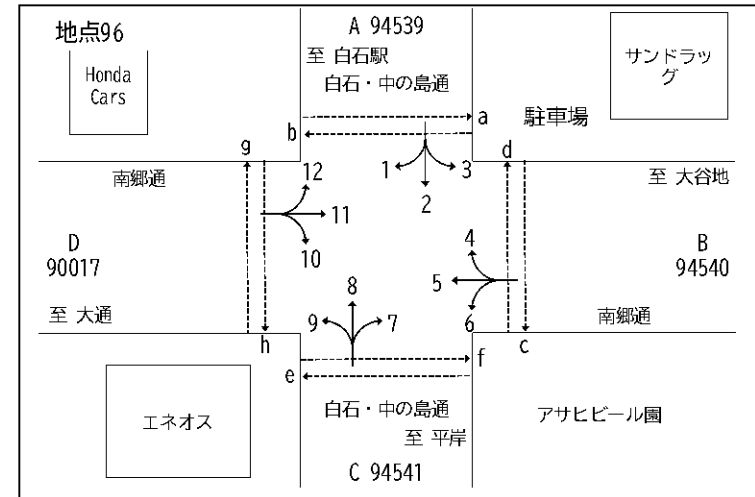 地点96
A 94539
至 白石駅
白石・中の島通
Honda
Cars
サンドラッ
グ
駐車場
a
b
g
d
南郷通
12
1
2
3
至 大谷地
11
D
90017
10
4
5
6
B
94540
8
9
7
至 大通
南郷通
h
f
e
c
エネオス
白石・中の島通
至 平岸
C 94541
アサヒビール園